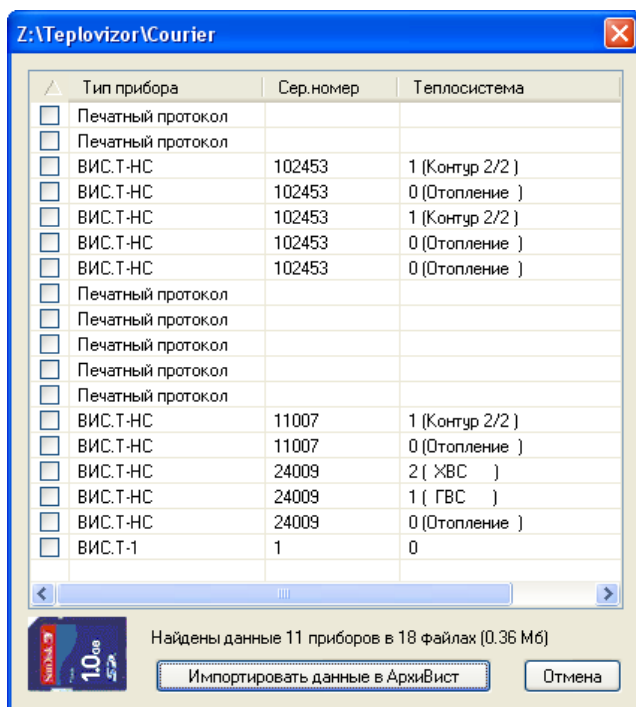 Z:\Teplovizor\Courier
Тип прибора Сер.номер Теплосистема
Печатный протокол
Печатный протокол
ВИС.Т-НС 102453 1 (Контур 2/2 )
ВИС.Т-НС 102453 0 (Отопление )
ВИС.Т-НС 102453 1 (Контур 2/2 )
ВИС.Т-НС 102453 0 (Отопление )
ВИС.Т-НС 102453 0 (Отопление )
Печатный протокол
Печатный протокол
Печатный протокол
Печатный протокол
Печатный протокол
ВИС.Т-НС 11007 1 (Контур 2/2 )
ВИС.Т-НС 11007 0 (Отопление )
ВИС.Т-НС 24009 2 ( ХВС )
ВИС.Т-НС 24009 1 ( ГВС )
ВИС.Т-НС 24009 0 (Отопление )
ВИС.Т-1 1 0
SanDisk
1.0 GB
Найдены данные 11 приборов в 18 файлах (0.36 Мб)
Импортировать данные в АрхиВист Отмена